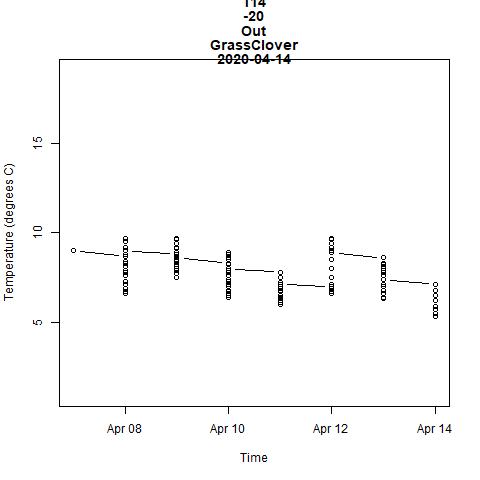 T14
-20
Out
GrassClover
2020-04-14
Temperature (degrees C)
15
10
5
Apr 08
Apr 10
Apr 12
Apr 14
Time